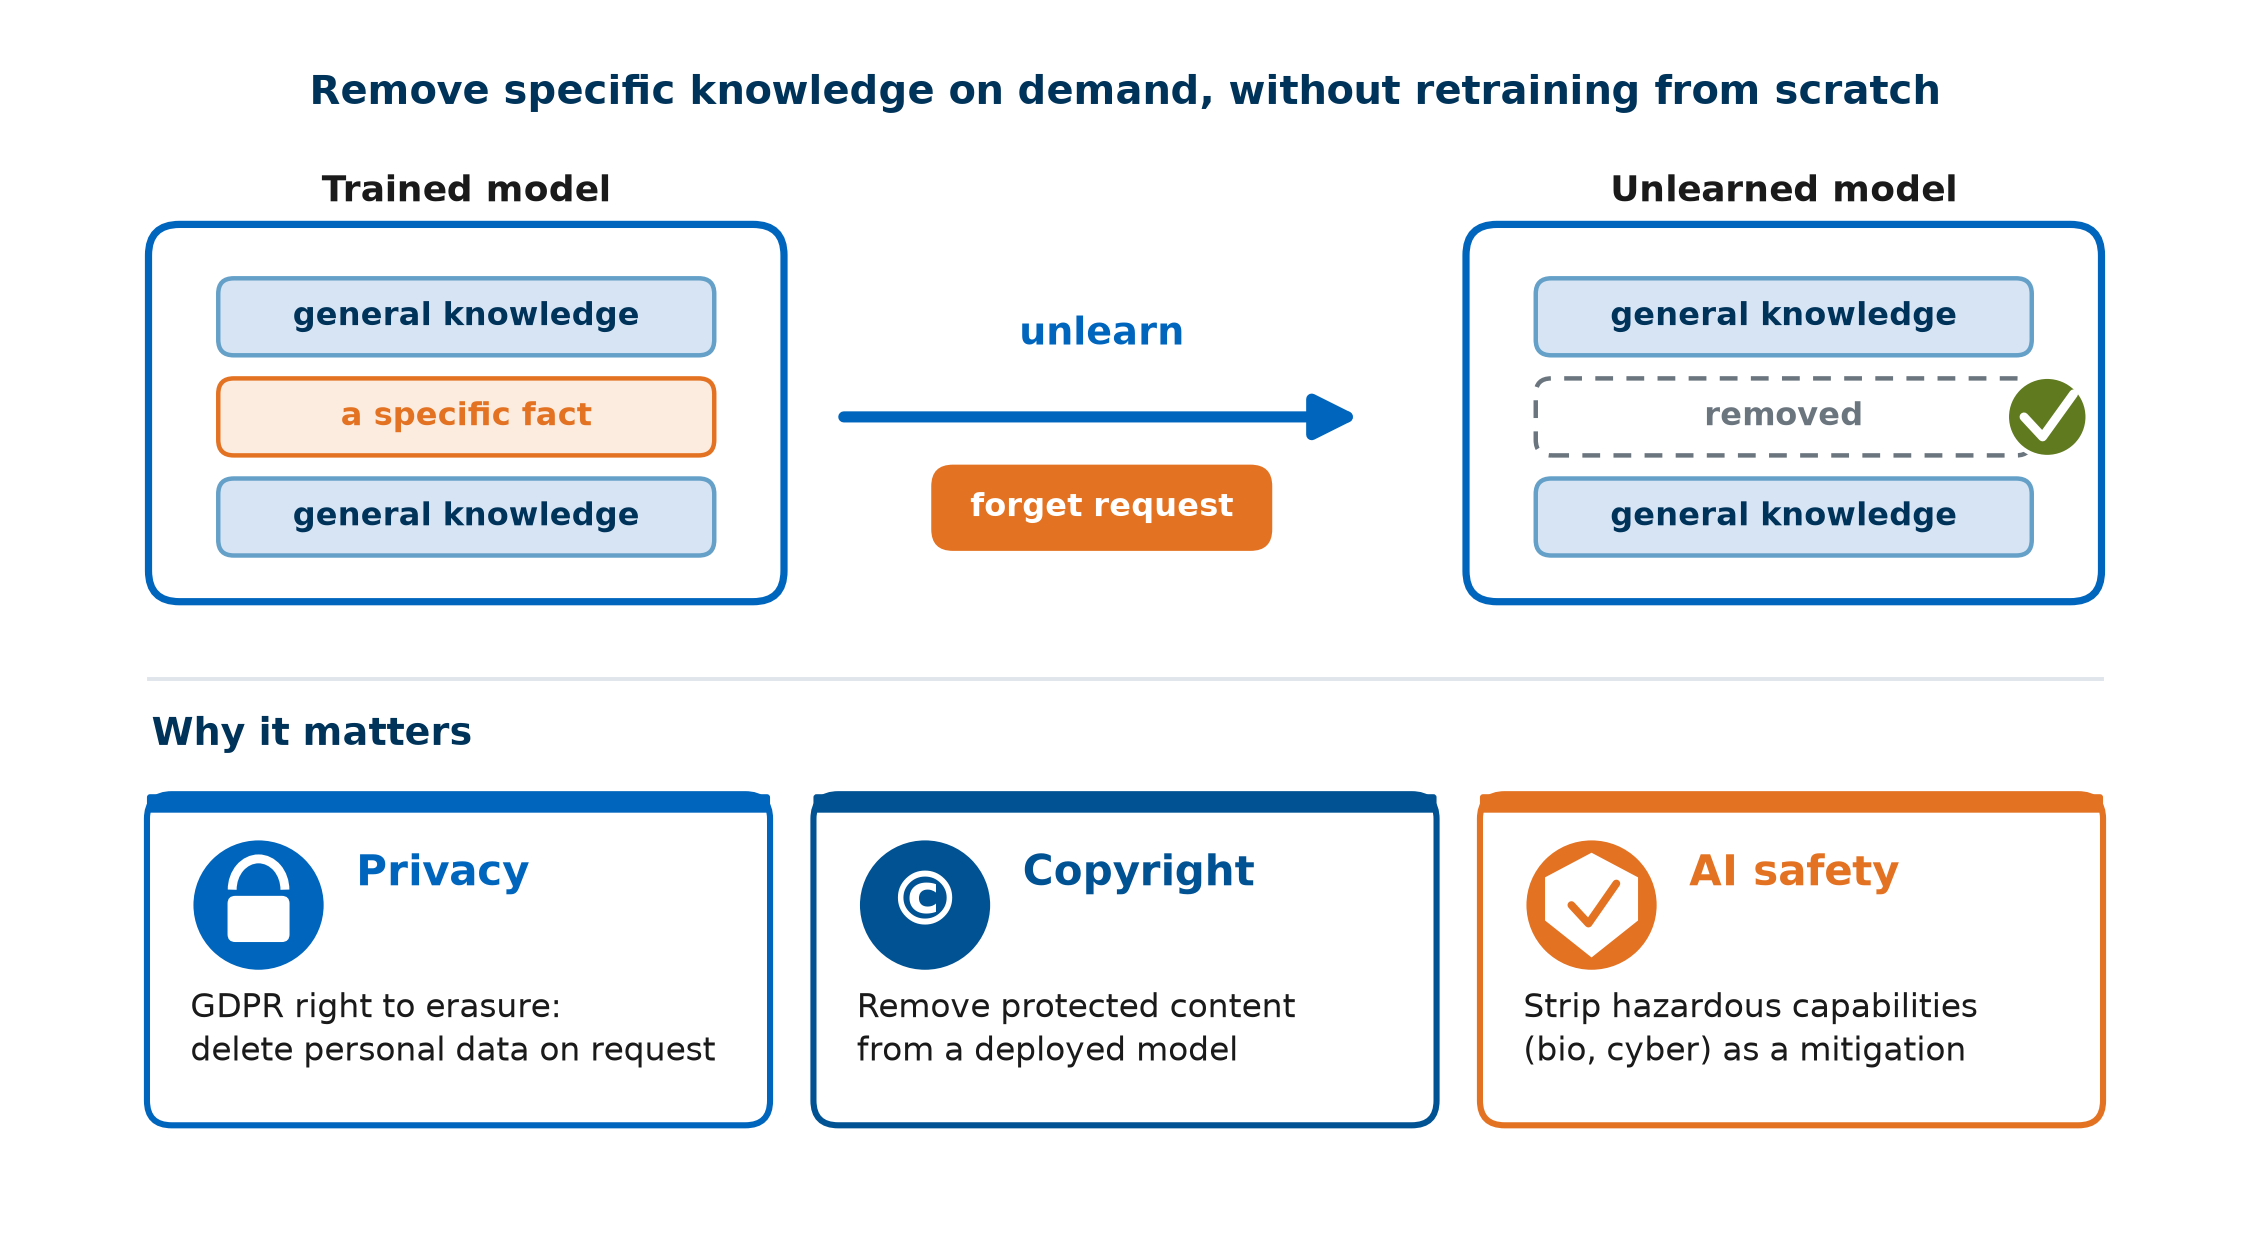 Remove specific knowledge on demand, without retraining from scratch
Trained model
general knowledge
a specific fact
general knowledge
unlearn
forget request
Unlearned model
general knowledge
removed
general knowledge
Why it matters
Privacy
GDPR right to erasure:
delete personal data on request
©
Copyright
Remove protected content
from a deployed model
AI safety
Strip hazardous capabilities
(bio, cyber) as a mitigation